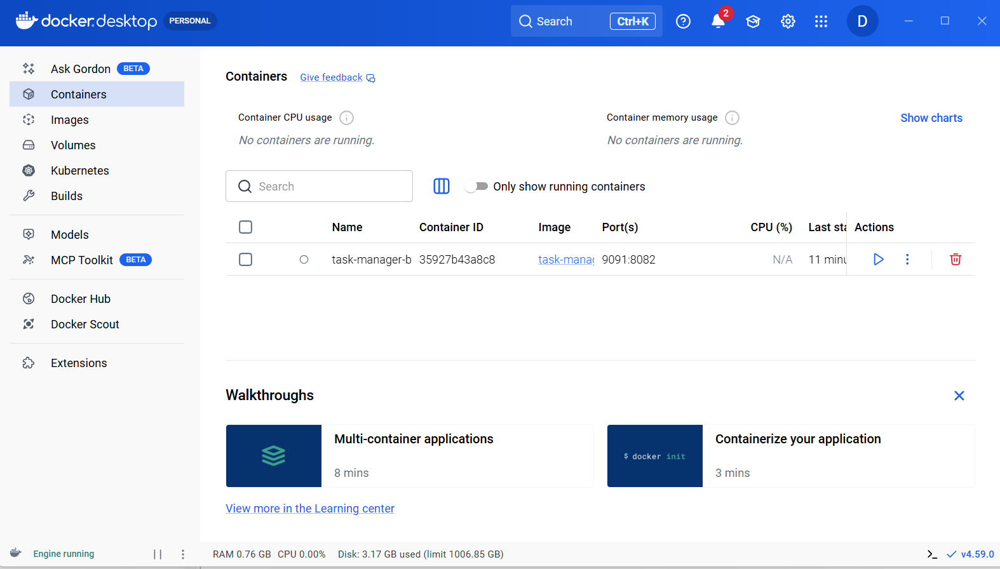 docker.desktop PERSONAL Search Ctrl+K 2 D
Ask Gordon BETA
Containers
Images
Volumes
Kubernetes
Builds
Models
MCP Toolkit BETA
Docker Hub
Docker Scout
Extensions
Containers Give feedback
Container CPU usage
No containers are running.
Container memory usage
No containers are running.
Show charts
Search
Only show running containers
Name Container ID Image Port(s) CPU (%) Last sta Actions
task-manager-b 35927b43a8c8 task-manag 9091:8082 N/A 11 minu
Walkthroughs
Multi-container applications
8 mins
$ docker init
Containerize your application
3 mins
View more in the Learning center
Engine running RAM 0.76 GB CPU 0.00% Disk: 3.17 GB used (limit 1006.85 GB) v4.59.0